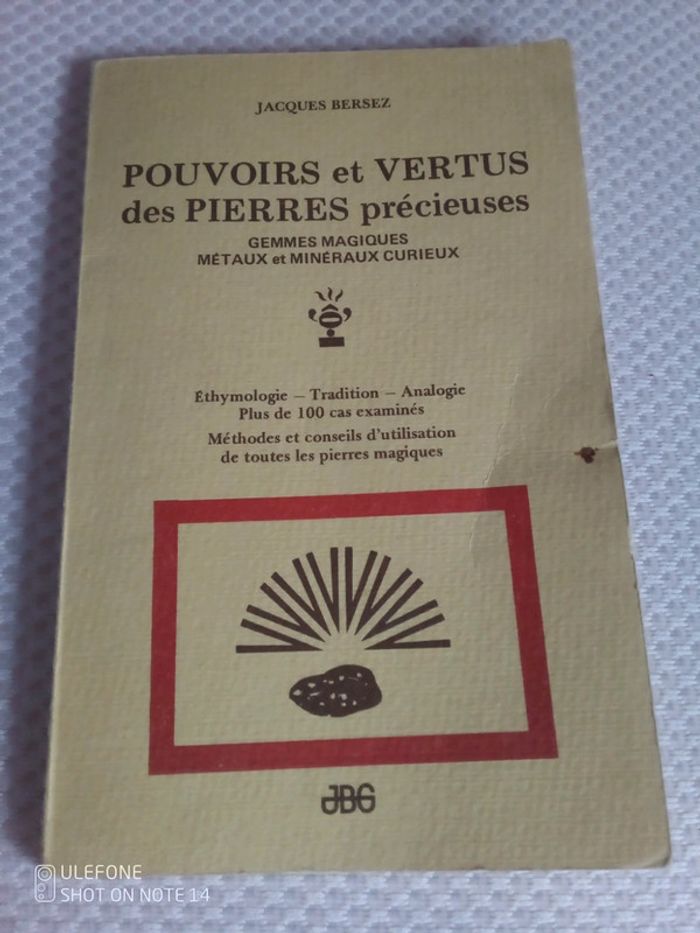 JACQUES BERSEZ
POUVOIRS et VERTUS
des PIERRES précieuses
GEMMES MAGIQUES
MÉTAUX et MINÉRAUX CURIEUX
Éthymologie – Tradition – Analogie
Plus de 100 cas examinés
Méthodes et conseils d'utilisation
de toutes les pierres magiques
JBG
ULEFONE
SHOT ON NOTE 14